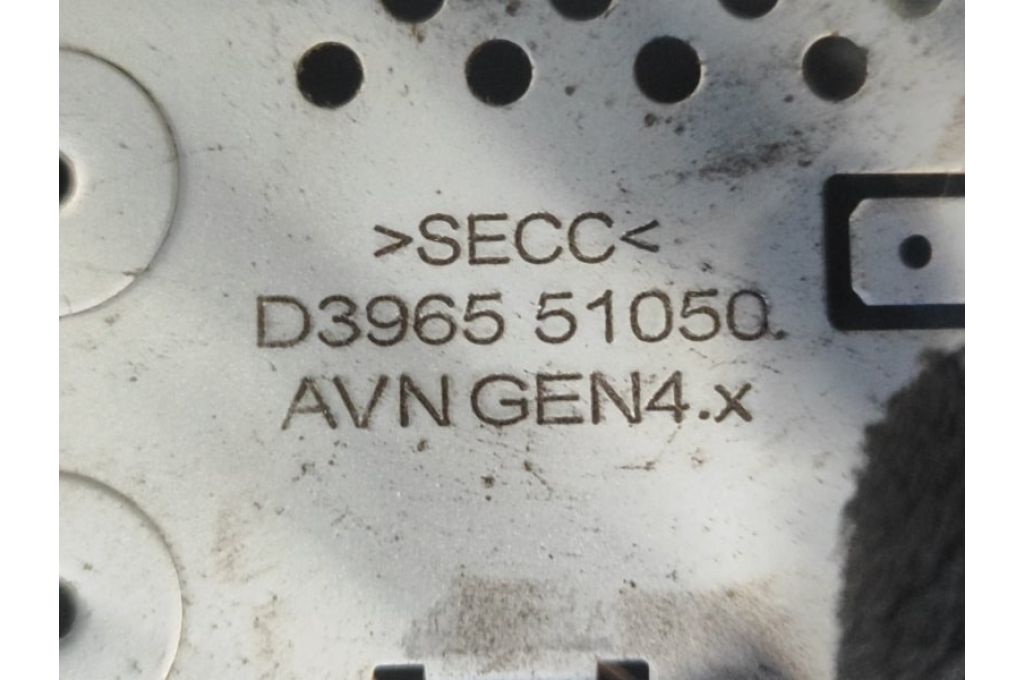 >SECC<
D3965 51050
AVN GEN4.x